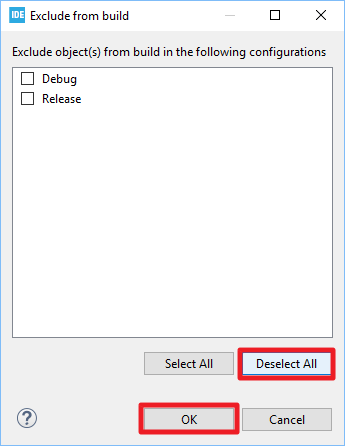 IDE Exclude from build
Exclude object(s) from build in the following configurations
Debug
Release
Select All Deselect All
? OK Cancel